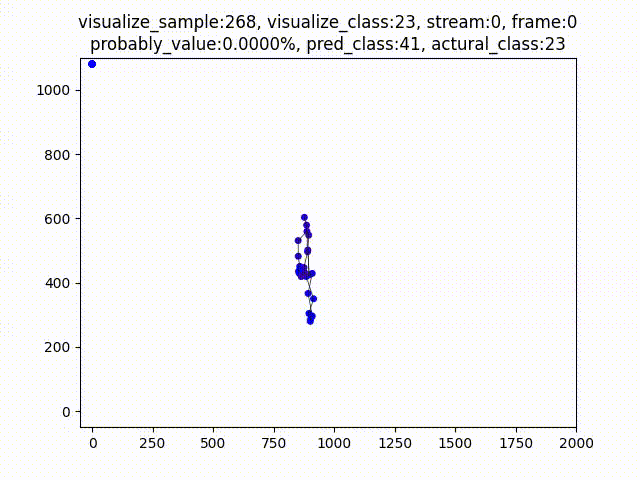 visualize_sample:268, visualize_class:23, stream:0, frame:0
probably_value:0.0000%, pred_class:41, actural_class:23
1000
800
600
400
200
0
0 250 500 750 1000 1250 1500 1750 2000